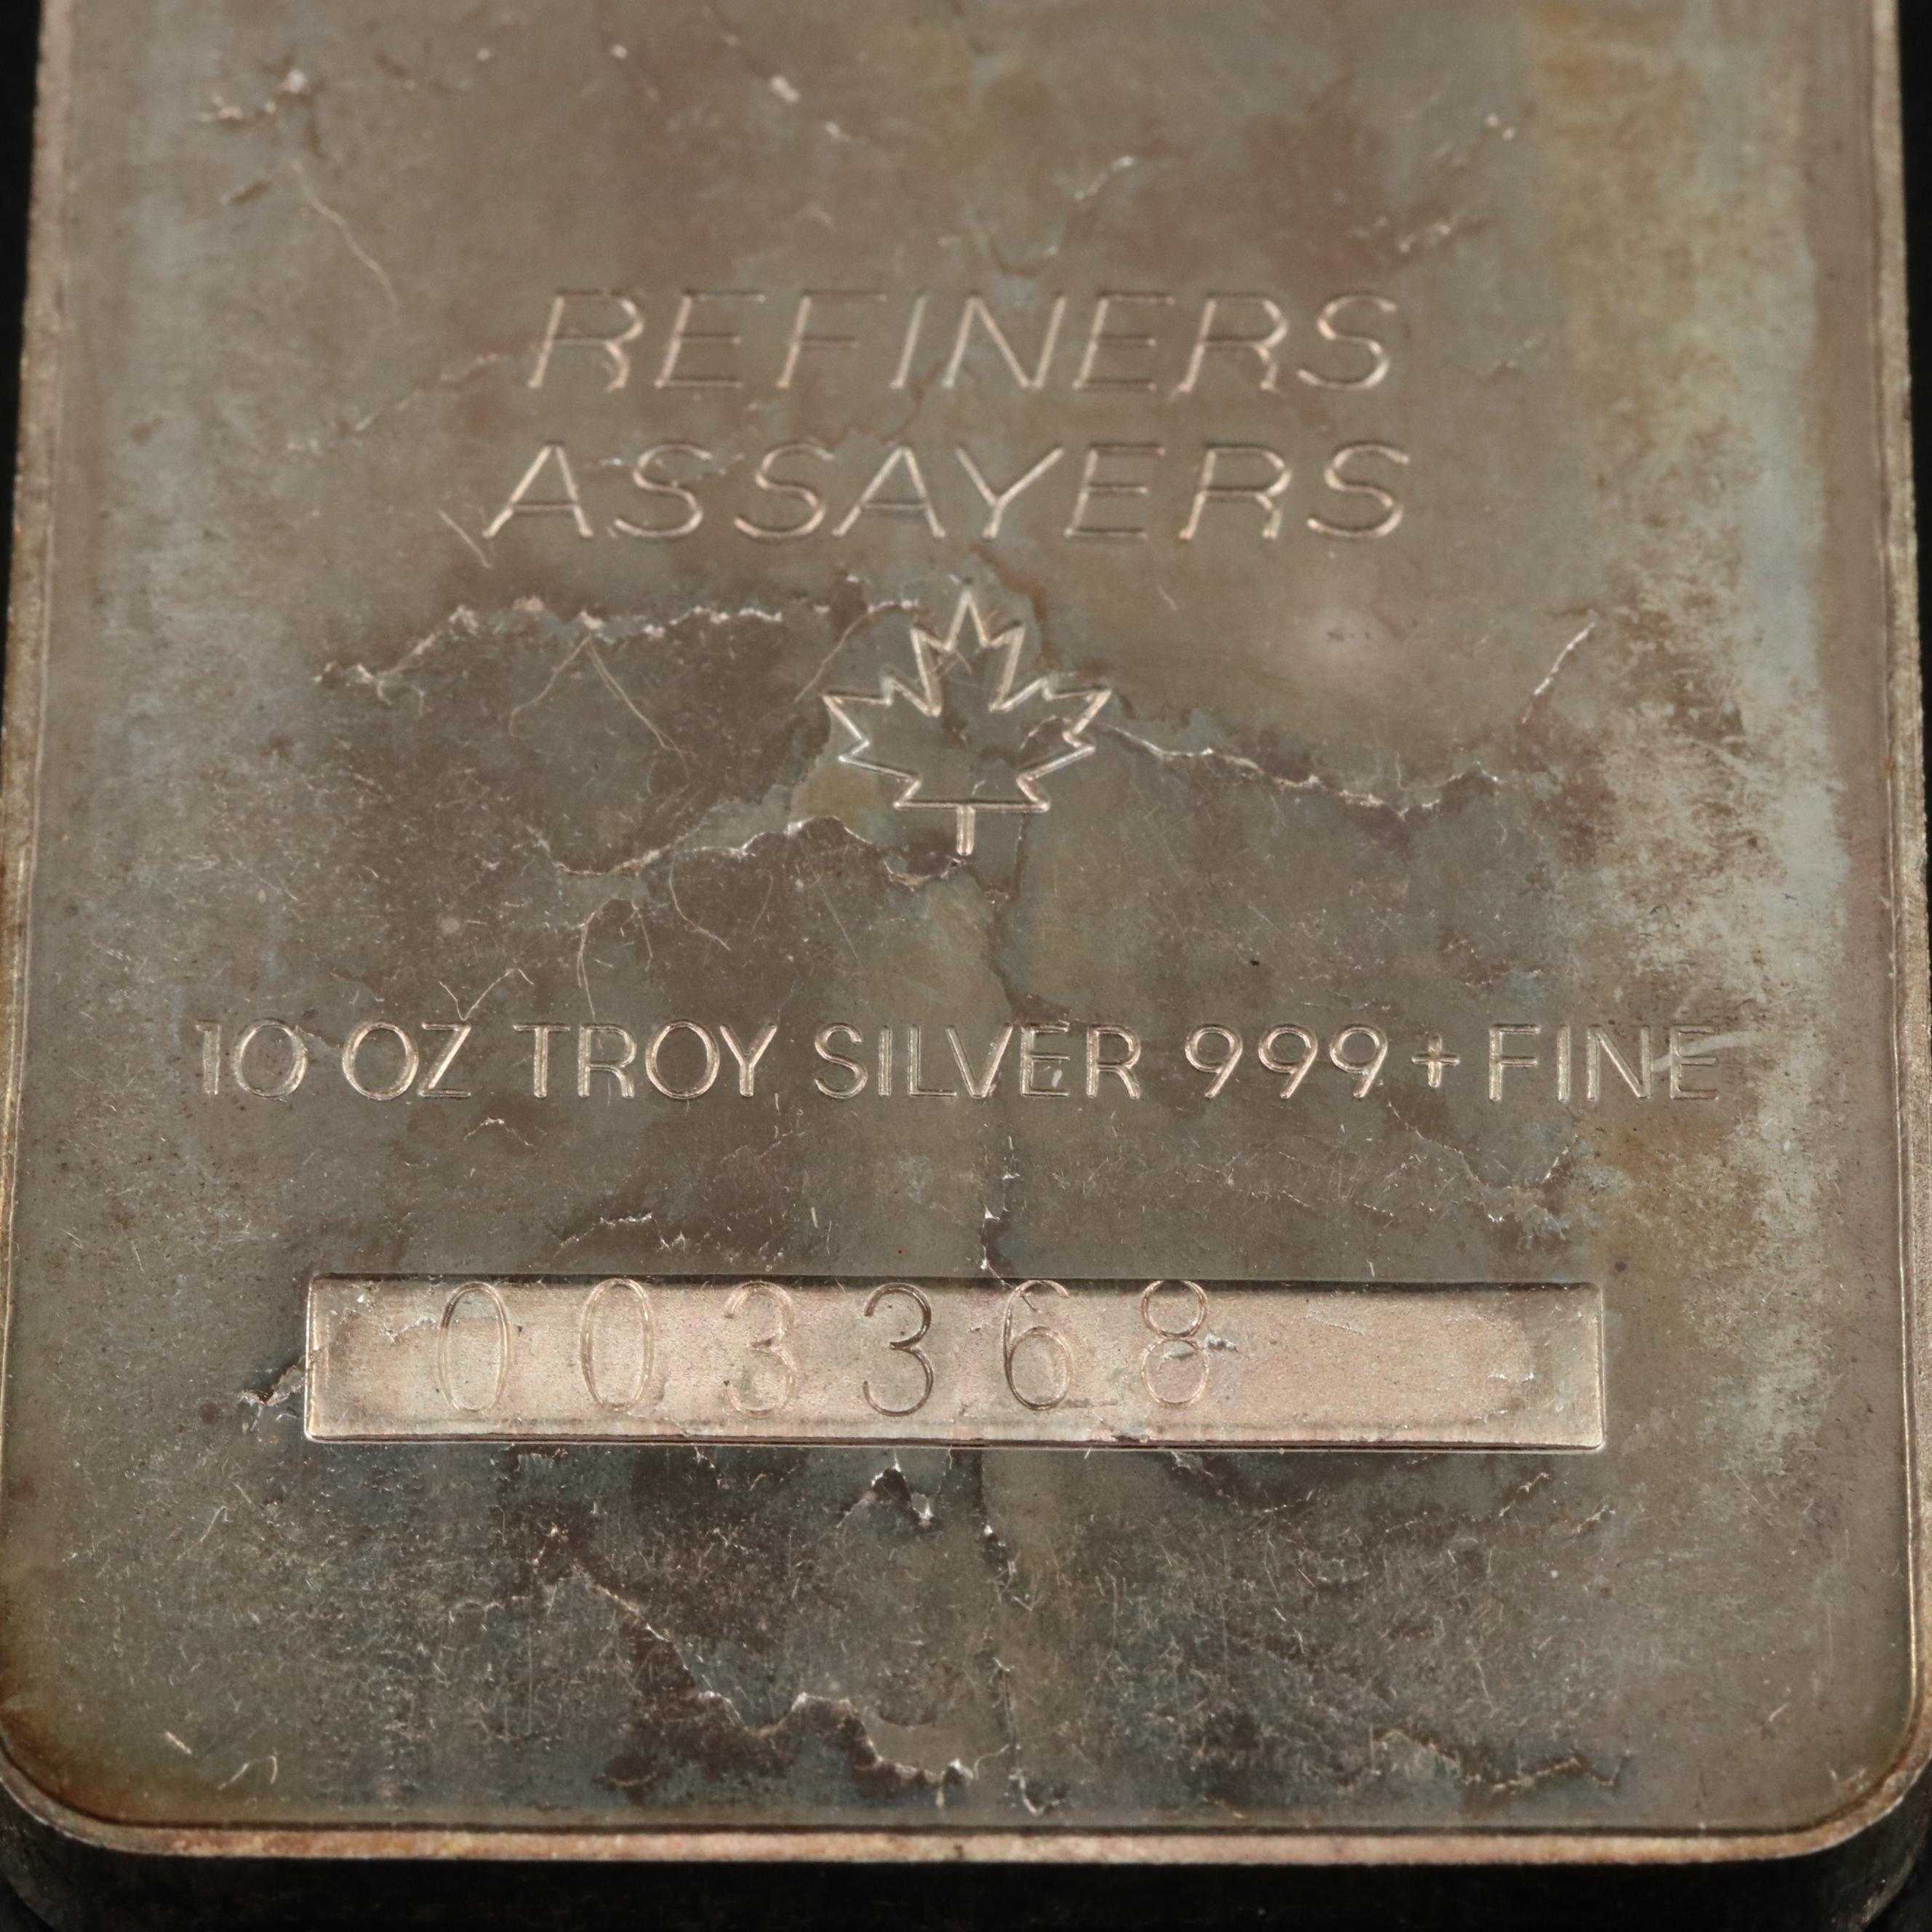 REFINERS
ASSAYERS
10 OZ TROY SILVER 999+ FINE
003368